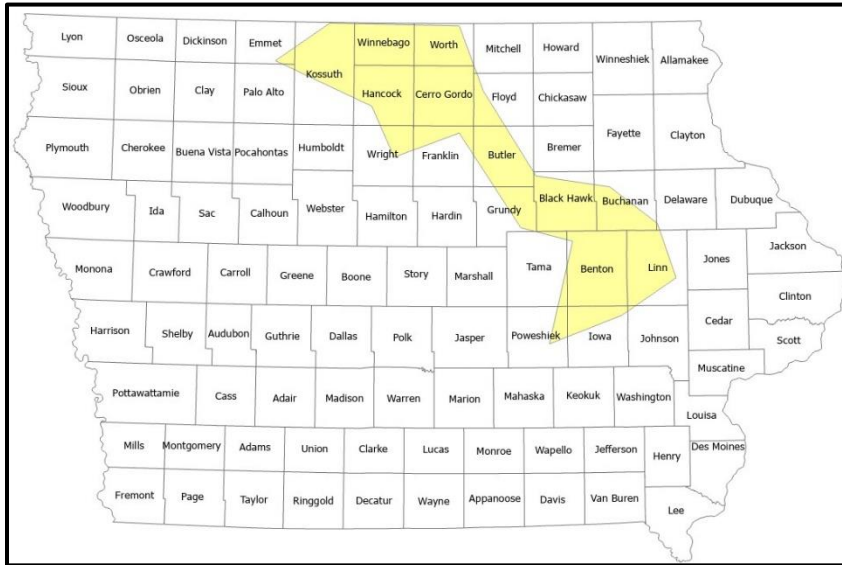 Lyon Osceola Dickinson Emmet Winnebago Worth Mitchell Howard Winneshiek Allamakee
Kossuth
Sioux Obrien Clay Palo Alto Hancock Cerro Gordo Floyd Chickasaw
Fayette Clayton
Plymouth Cherokee Buena Vista Pocahontas Humboldt Wright Franklin Butler Bremer
Woodbury Ida Sac Calhoun Webster Hamilton Hardin Grundy Black Hawk Buchanan Delaware Dubuque
Jackson
Monona Crawford Carroll Greene Boone Story Marshall Tama Benton Linn Jones
Clinton
Harrison Shelby Audubon Guthrie Dallas Polk Jasper Poweshiek Iowa Johnson Cedar Scott
Muscatine
Pottawattamie Cass Adair Madison Warren Marion Mahaska Keokuk Washington
Louisa
Mills Montgomery Adams Union Clarke Lucas Monroe Wapello Jefferson Henry Des Moines
Fremont Page Taylor Ringgold Decatur Wayne Appanoose Davis Van Buren
Lee